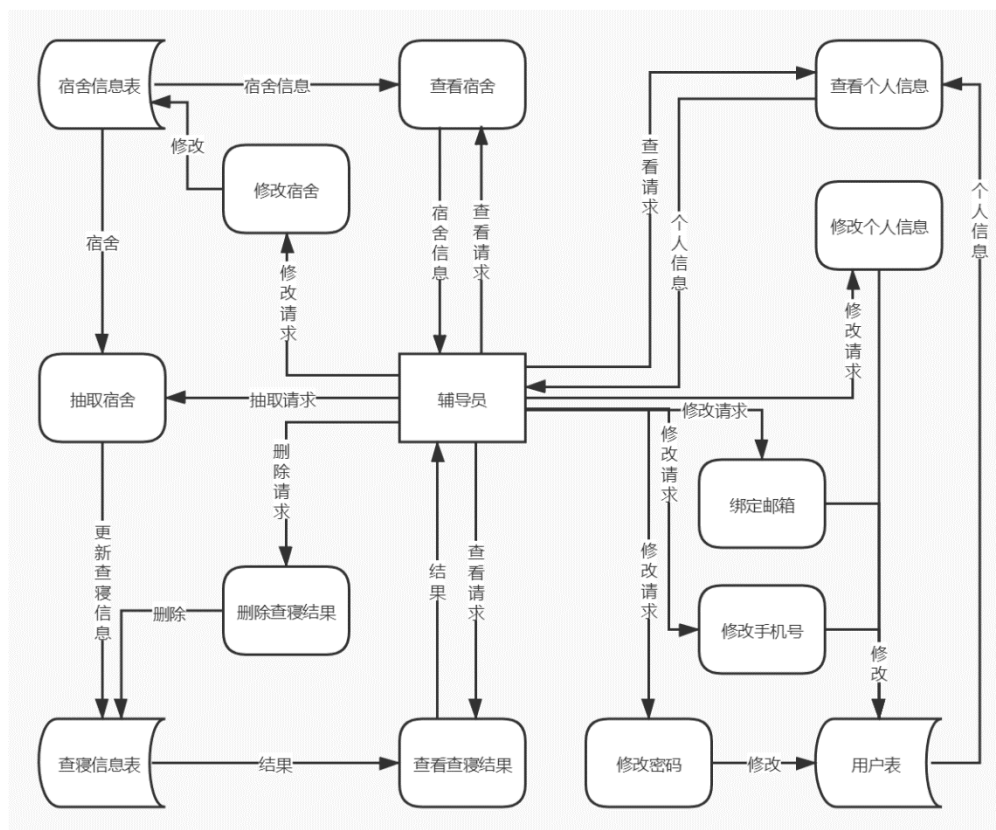 宿舍信息表
宿舍信息
查看宿舍
查看个人信息
修改
修改宿舍
查看请求
个人信息
修改个人信息
宿舍信息
查看请求
个人信息
宿舍
修改请求
修改请求
抽取宿舍
抽取请求
辅导员
修改请求
删除请求
修改请求
绑定邮箱
更新查寝信息
结果
查看请求
修改请求
删除
删除查寝结果
修改手机号
修改
查寝信息表
结果
查看查寝结果
修改密码
修改
用户表